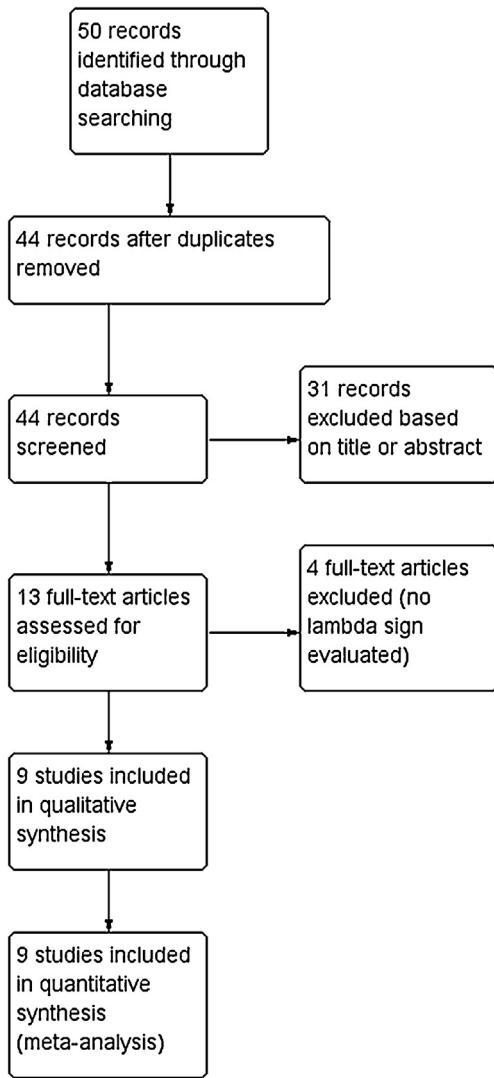 50 records
identified through
database
searching
44 records after duplicates
removed
44 records
screened
31 records
excluded based
on title or abstract
13 full-text articles
assessed for
eligibility
4 full-text articles
excluded (no
lambda sign
evaluated)
9 studies included
in qualitative
synthesis
9 studies included
in quantitative
synthesis
(meta-analysis)